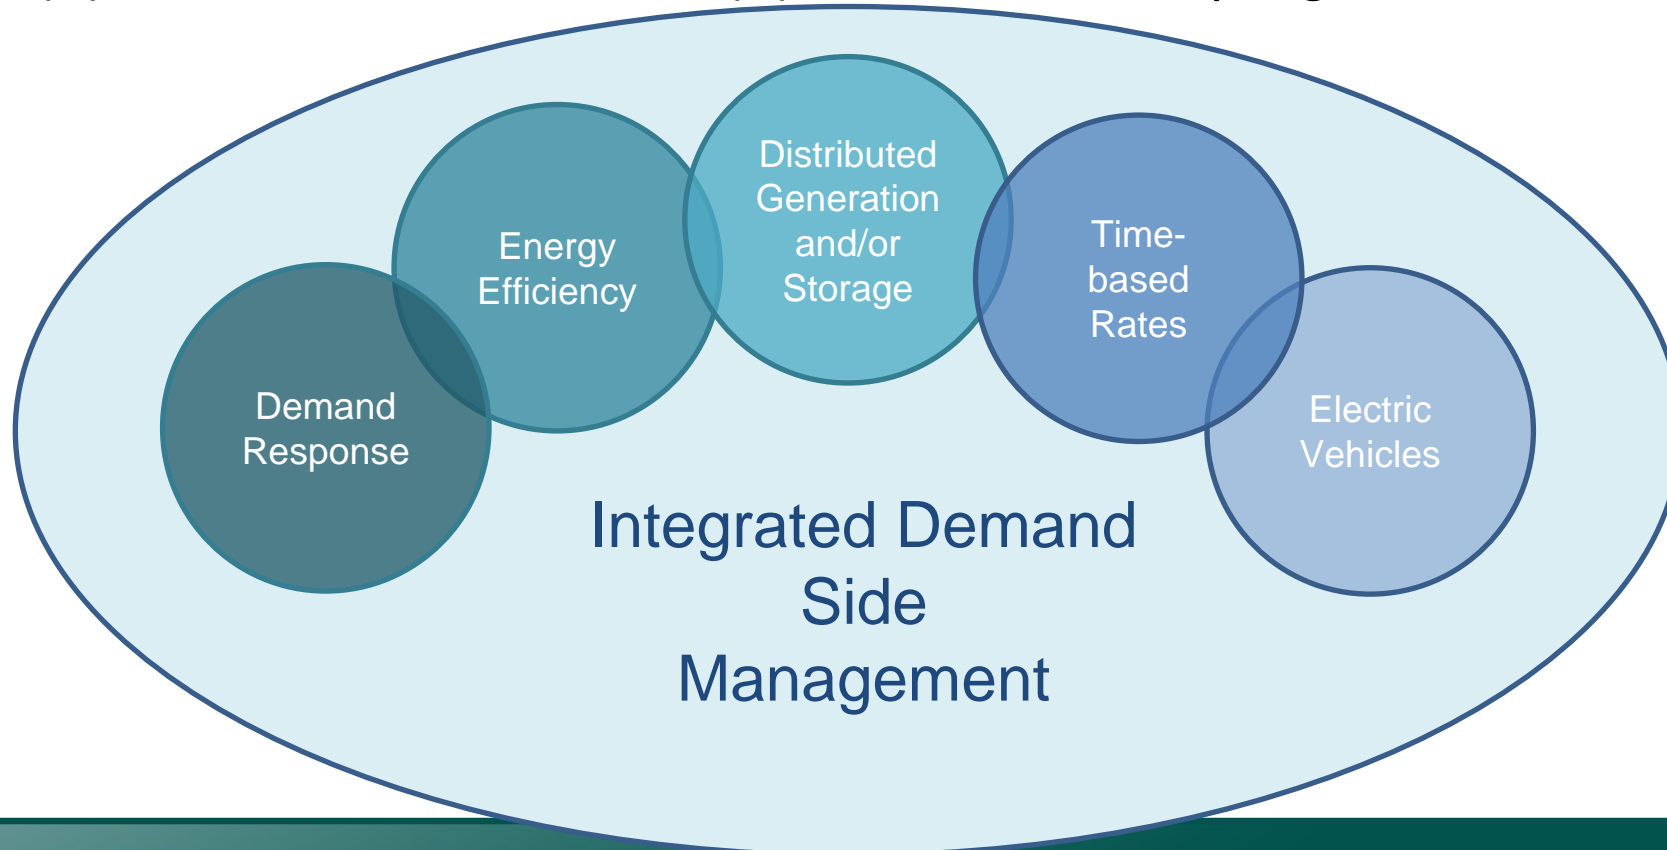 Demand
Response
Energy
Efficiency
Distributed
Generation
and/or
Storage
Time-
based
Rates
Electric
Vehicles
Integrated Demand
Side
Management